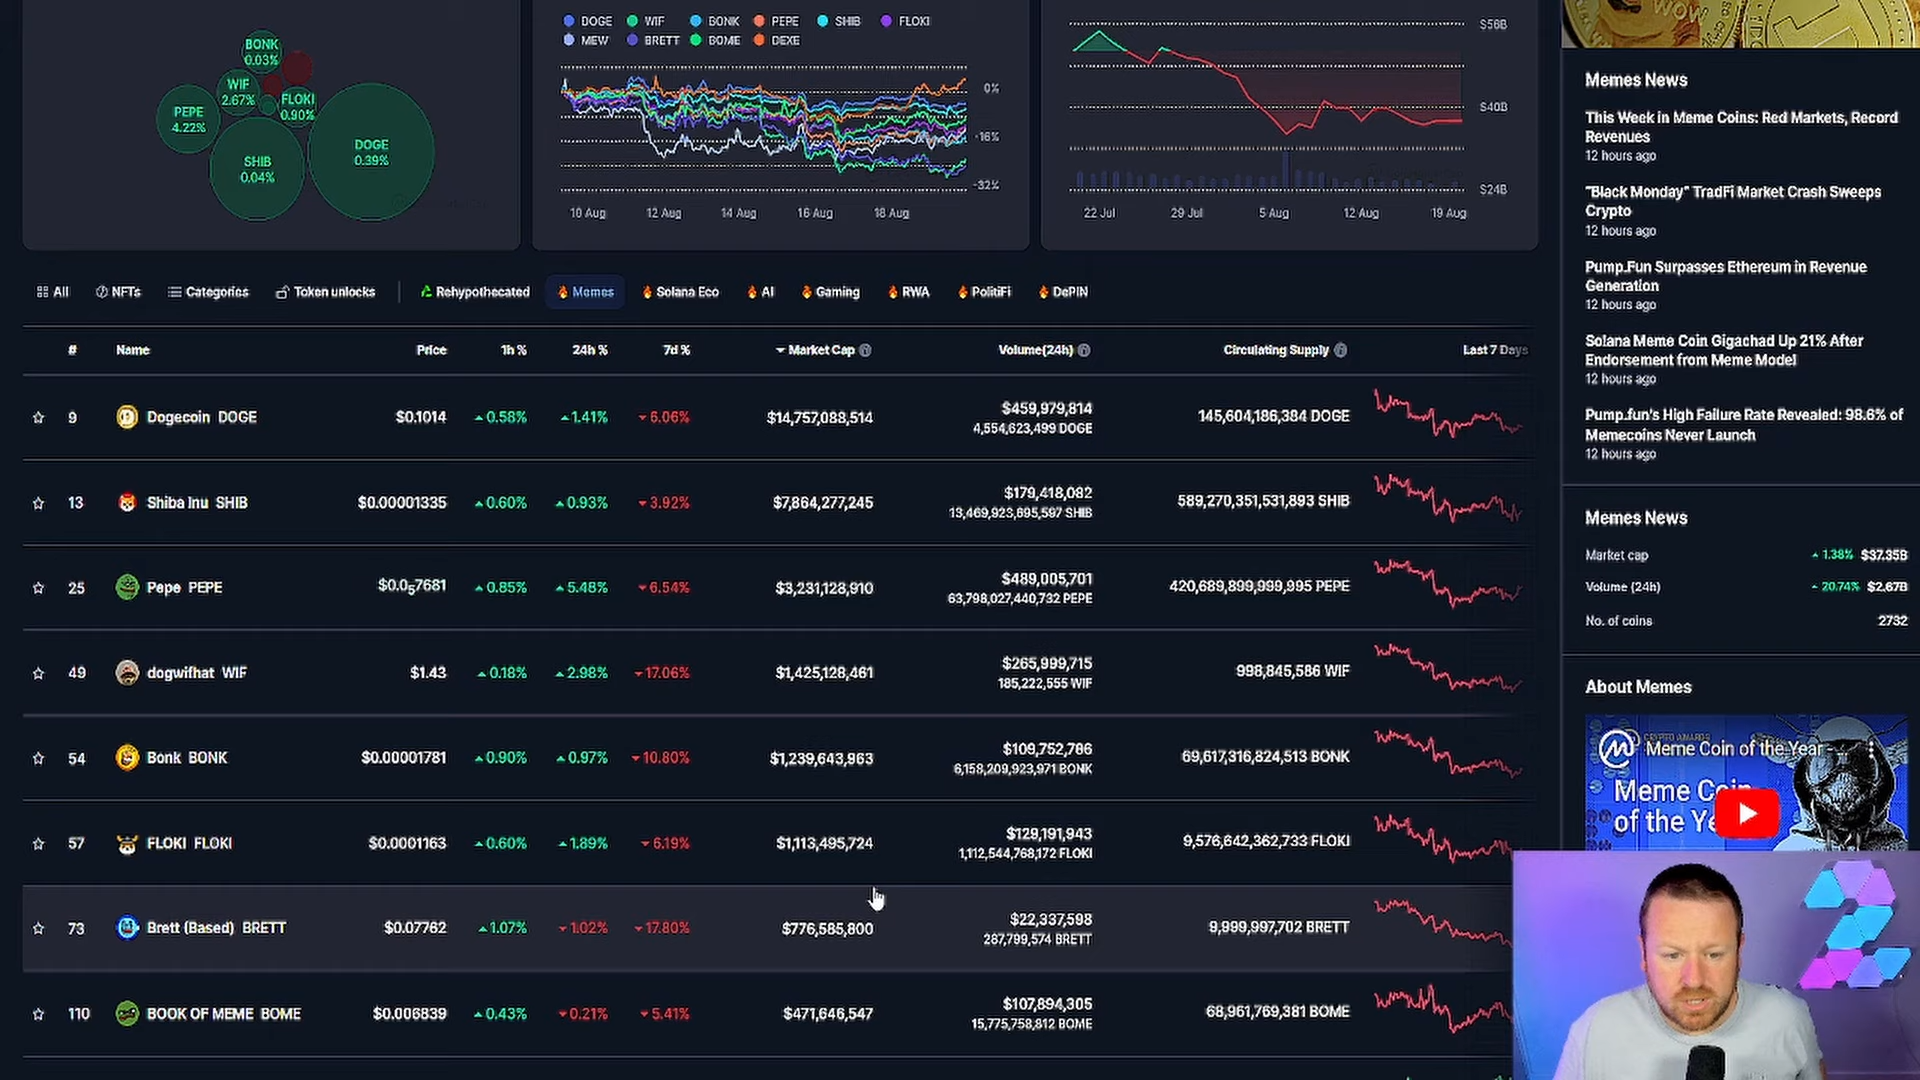 BONK
0.03%
WIF
2.67%
FLOKI
0.90%
PEPE
4.22%
SHIB
0.04%
DOGE
0.39%
DOGE WIF BONK PEPE SHIB FLOKI
MEW BRETT BOME DEXE
0%
-16%
-32%
10 Aug 12 Aug 14 Aug 16 Aug 18 Aug
$56B
$40B
$24B
22 Jul 29 Jul 5 Aug 12 Aug 19 Aug
WOW
All NFTs Categories Token unlocks Rehypothecated Memes Solana Eco AI Gaming RWA PolitiFi DePIN
# Name Price 1h % 24h % 7d % Market Cap Volume(24h) Circulating Supply Last 7 Days
9 Dogecoin DOGE $0.1014 0.58% 1.41% 6.06% $14,757,088,514 $459,979,814 145,604,186,384 DOGE
4,554,623,499 DOGE
13 Shiba Inu SHIB $0.00001335 0.60% 0.93% 3.92% $7,864,277,245 $179,418,082 589,270,351,531,893 SHIB
13,469,923,695,597 SHIB
25 Pepe PEPE $0.0₅7681 0.85% 5.48% 6.54% $3,231,128,910 $489,005,701 420,689,899,999,995 PEPE
63,798,027,440,732 PEPE
49 dogwifhat WIF $1.43 0.18% 2.98% 17.06% $1,425,128,461 $265,999,715 998,845,586 WIF
185,222,555 WIF
54 Bonk BONK $0.00001781 0.90% 0.97% 10.80% $1,239,643,963 $109,752,786 69,617,316,824,513 BONK
6,158,209,923,971 BONK
57 FLOKI FLOKI $0.0001163 0.60% 1.89% 6.19% $1,113,495,724 $129,191,943 9,576,642,362,733 FLOKI
1,112,544,768,172 FLOKI
73 Brett (Based) BRETT $0.07762 1.07% 1.02% 17.80% $776,585,800 $22,337,598 9,999,997,702 BRETT
287,799,574 BRETT
110 BOOK OF MEME BOME $0.006839 0.43% 0.21% 5.41% $471,646,547 $107,894,305 68,961,769,381 BOME
15,775,758,812 BOME
Memes News
This Week in Meme Coins: Red Markets, Record
Revenues
12 hours ago
"Black Monday" TradFi Market Crash Sweeps
Crypto
12 hours ago
Pump.Fun Surpasses Ethereum in Revenue
Generation
12 hours ago
Solana Meme Coin Gigachad Up 21% After
Endorsement from Meme Model
12 hours ago
Pump.fun's High Failure Rate Revealed: 98.6% of
Memecoins Never Launch
12 hours ago
Memes News
Market cap 1.38% $37.35B
Volume (24h) 20.74% $2.67B
No. of coins 2732
About Memes
Meme Coin of the Year -
Meme Coin
of the Ye